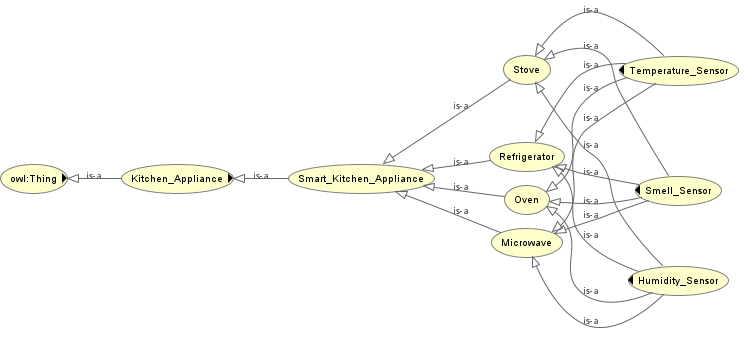 owl:Thing
is-a
Kitchen_Appliance
is-a
Smart_Kitchen_Appliance
is-a
is-a
is-a
is-a
Stove
Refrigerator
Oven
Microwave
is-a
is-a
is-a
is-a
is-a
is-a
is-a
is-a
is-a
is-a
is-a
is-a
Temperature_Sensor
Smell_Sensor
Humidity_Sensor